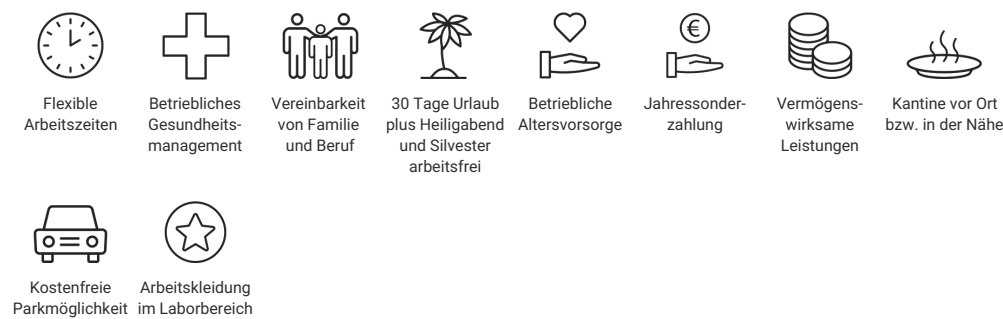 Flexible
Arbeitszeiten
Betriebliches
Gesundheits-
management
Vereinbarkeit
von Familie
und Beruf
30 Tage Urlaub
plus Heiligabend
und Silvester
arbeitsfrei
Betriebliche
Altersvorsorge
Jahressonder-
zahlung
Vermögens-
wirksame
Leistungen
Kantine vor Ort
bzw. in der Nähe
Kostenfreie
Parkmöglichkeit
Arbeitskleidung
im Laborbereich